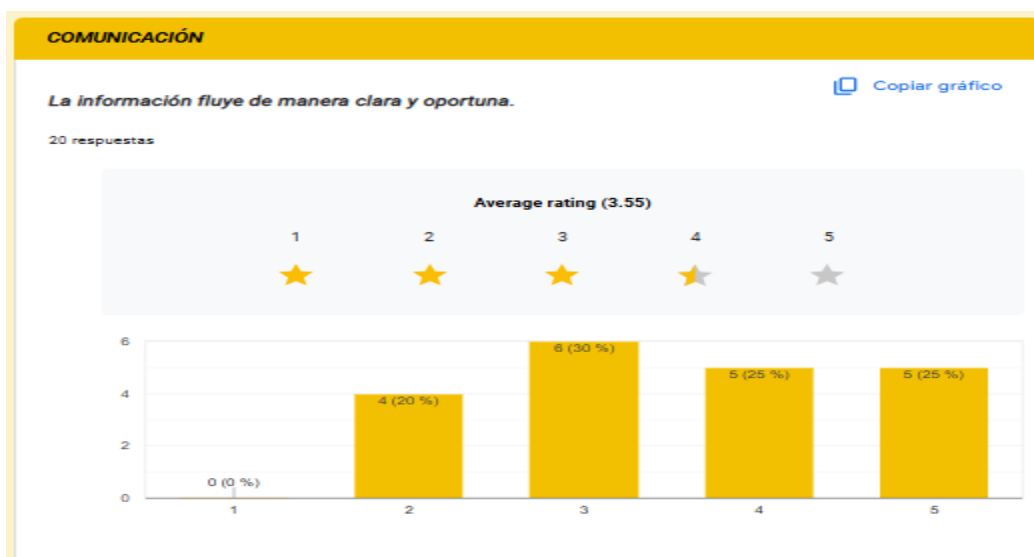 COMUNICACIÓN
Copiar gráfico
La información fluye de manera clara y oportuna.
20 respuestas
Average rating (3.55)
1 2 3 4 5
6
6 (30 %)
5 (25 %) 5 (25 %)
4
4 (20 %)
2
0 (0 %)
0
1 2 3 4 5